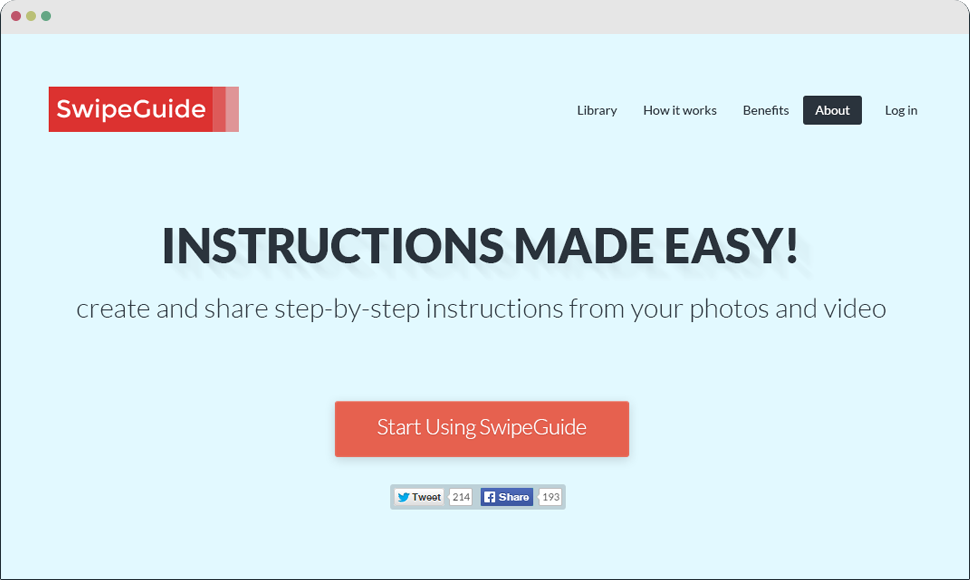 SwipeGuide
Library How it works Benefits About Log in
INSTRUCTIONS MADE EASY!
create and share step-by-step instructions from your photos and video
Start Using SwipeGuide
Tweet 214 Share 193